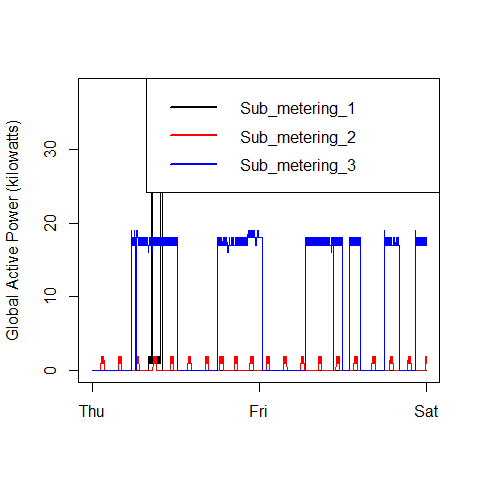 Global Active Power (kilowatts)
30
20
10
0
Sub_metering_1
Sub_metering_2
Sub_metering_3
Thu Fri Sat